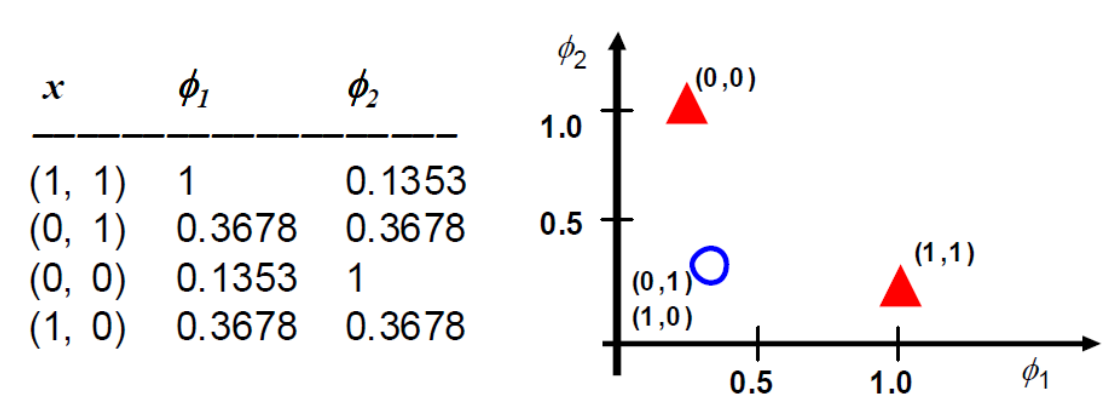 x ϕ1 ϕ2
(1, 1) 1 0.1353
(0, 1) 0.3678 0.3678
(0, 0) 0.1353 1
(1, 0) 0.3678 0.3678
ϕ2
(0,0)
1.0
0.5
(1,1)
(0,1)
(1,0)
0.5 1.0 ϕ1